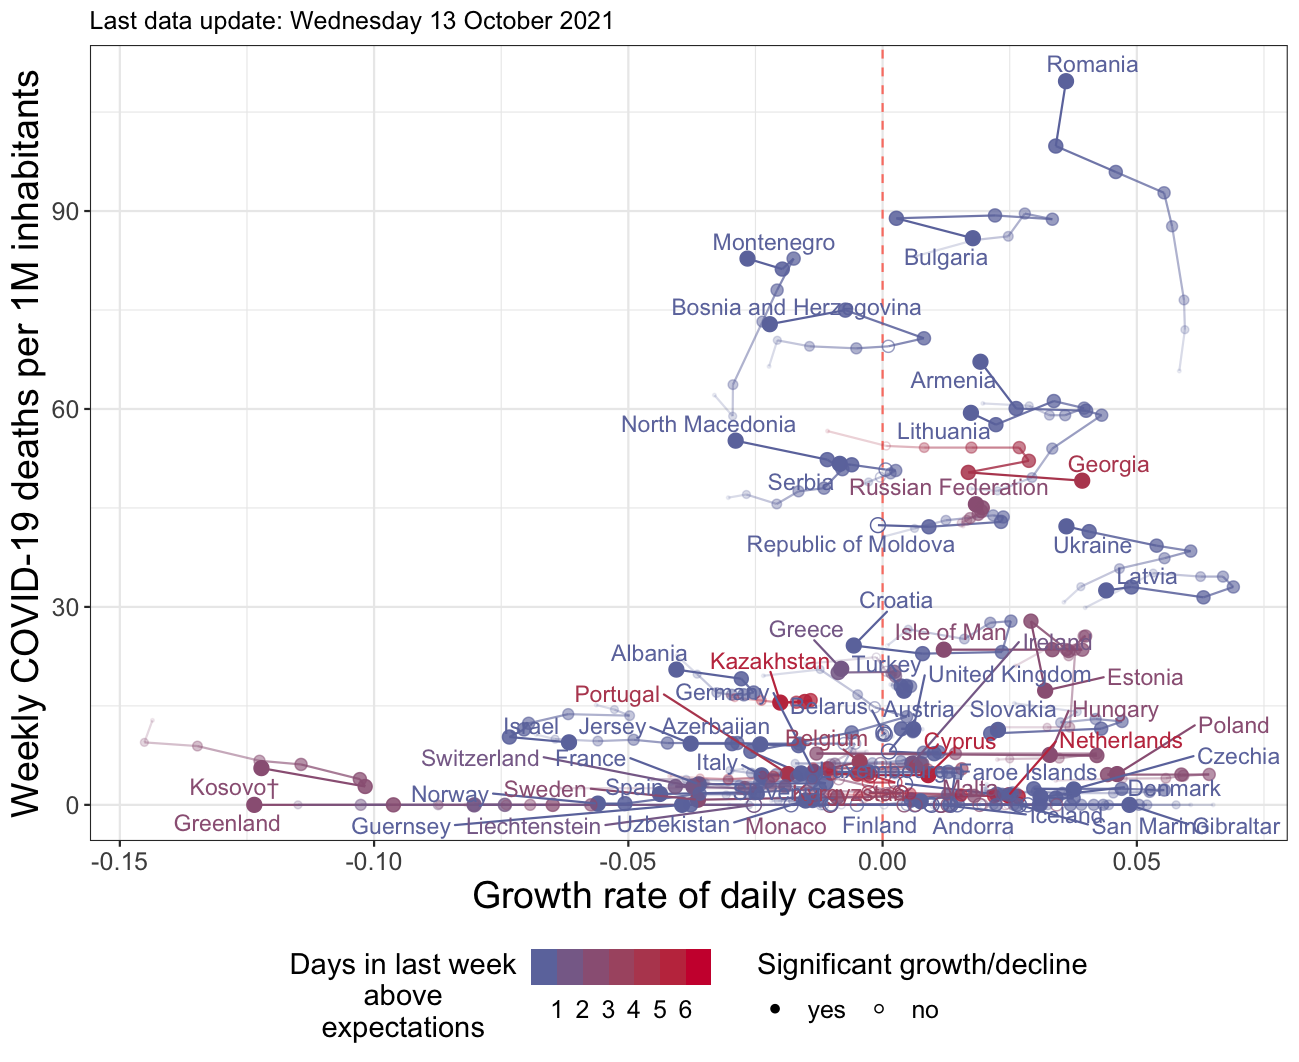 Last data update: Wednesday 13 October 2021
Weekly COVID-19 deaths per 1M inhabitants
Romania
90
Montenegro
Bulgaria
Bosnia and Herzegovina
Armenia
60
North Macedonia
Lithuania
Georgia
Serbia
Russian Federation
Republic of Moldova
Ukraine
Latvia
30
Croatia
Greece
Isle of Man
Ireland
Albania
Kazakhstan
Turkey
United Kingdom
Estonia
Portugal
Germany
Belarus
Austria
Slovakia
Hungary
Israel
Jersey
Azerbaijan
Poland
Belgium
Cyprus
Netherlands
Switzerland
France
Italy
Czechia
Faroe Islands
Kosovo†
Norway
Sweden
Spain
Malta
Denmark
Kyrgyzstan
0
Iceland
Greenland
Guernsey
Liechtenstein
Uzbekistan
Monaco
Finland
Andorra
San Marino
Gibraltar
-0.15
-0.10
-0.05
0.00
0.05
Growth rate of daily cases
Days in last week
above
expectations
1 2 3 4 5 6
Significant growth/decline
yes
no